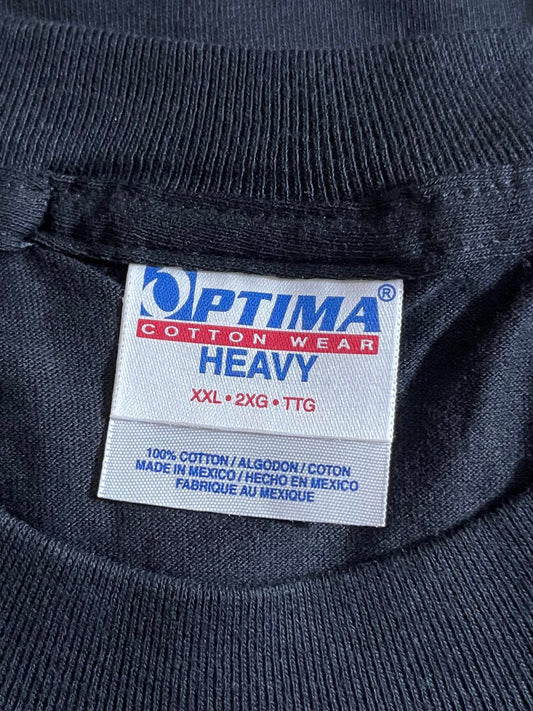 OPTIMA®
COTTON WEAR
HEAVY
XXL • 2XG • TTG
100% COTTON / ALGODON / COTON
MADE IN MEXICO / HECHO EN MEXICO
FABRIQUE AU MEXIQUE